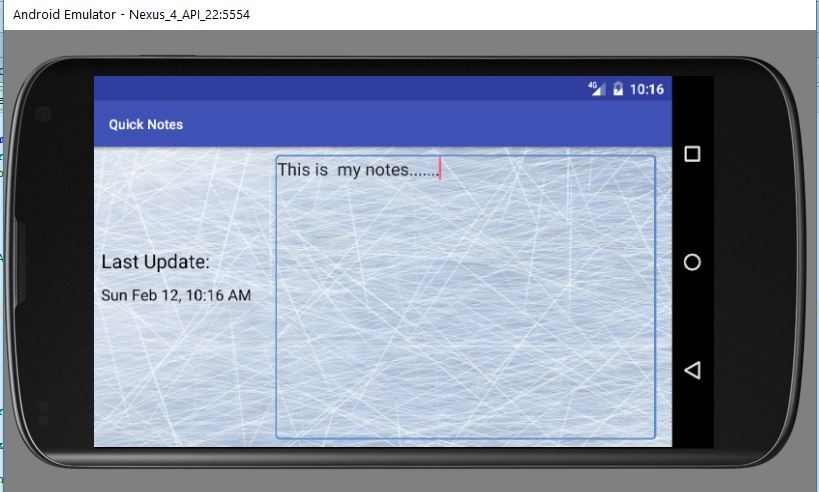 Android Emulator - Nexus_4_API_22:5554
4G 10:16
Quick Notes
This is  my notes.......
Last Update:
Sun Feb 12, 10:16 AM